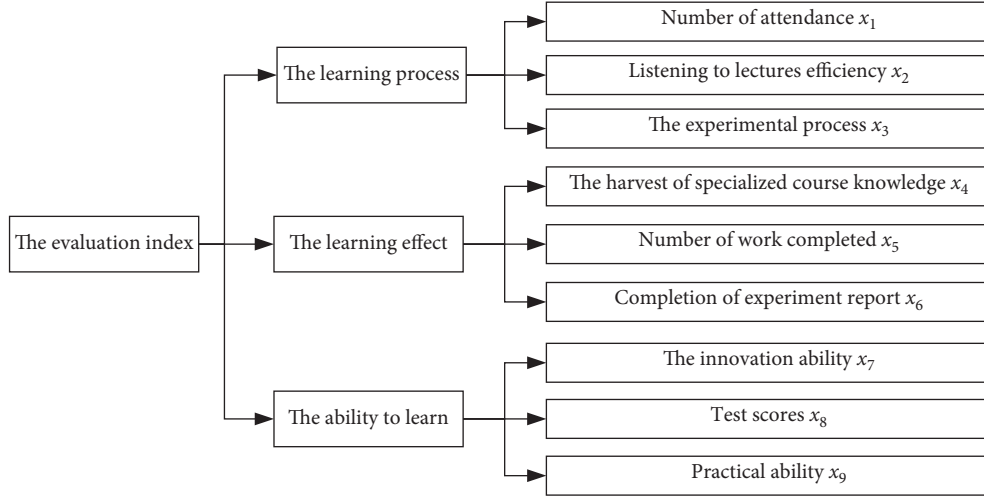 The evaluation index
The learning process
Number of attendance x₁
Listening to lectures efficiency x₂
The experimental process x₃
The learning effect
The harvest of specialized course knowledge x₄
Number of work completed x₅
Completion of experiment report x₆
The ability to learn
The innovation ability x₇
Test scores x₈
Practical ability x₉